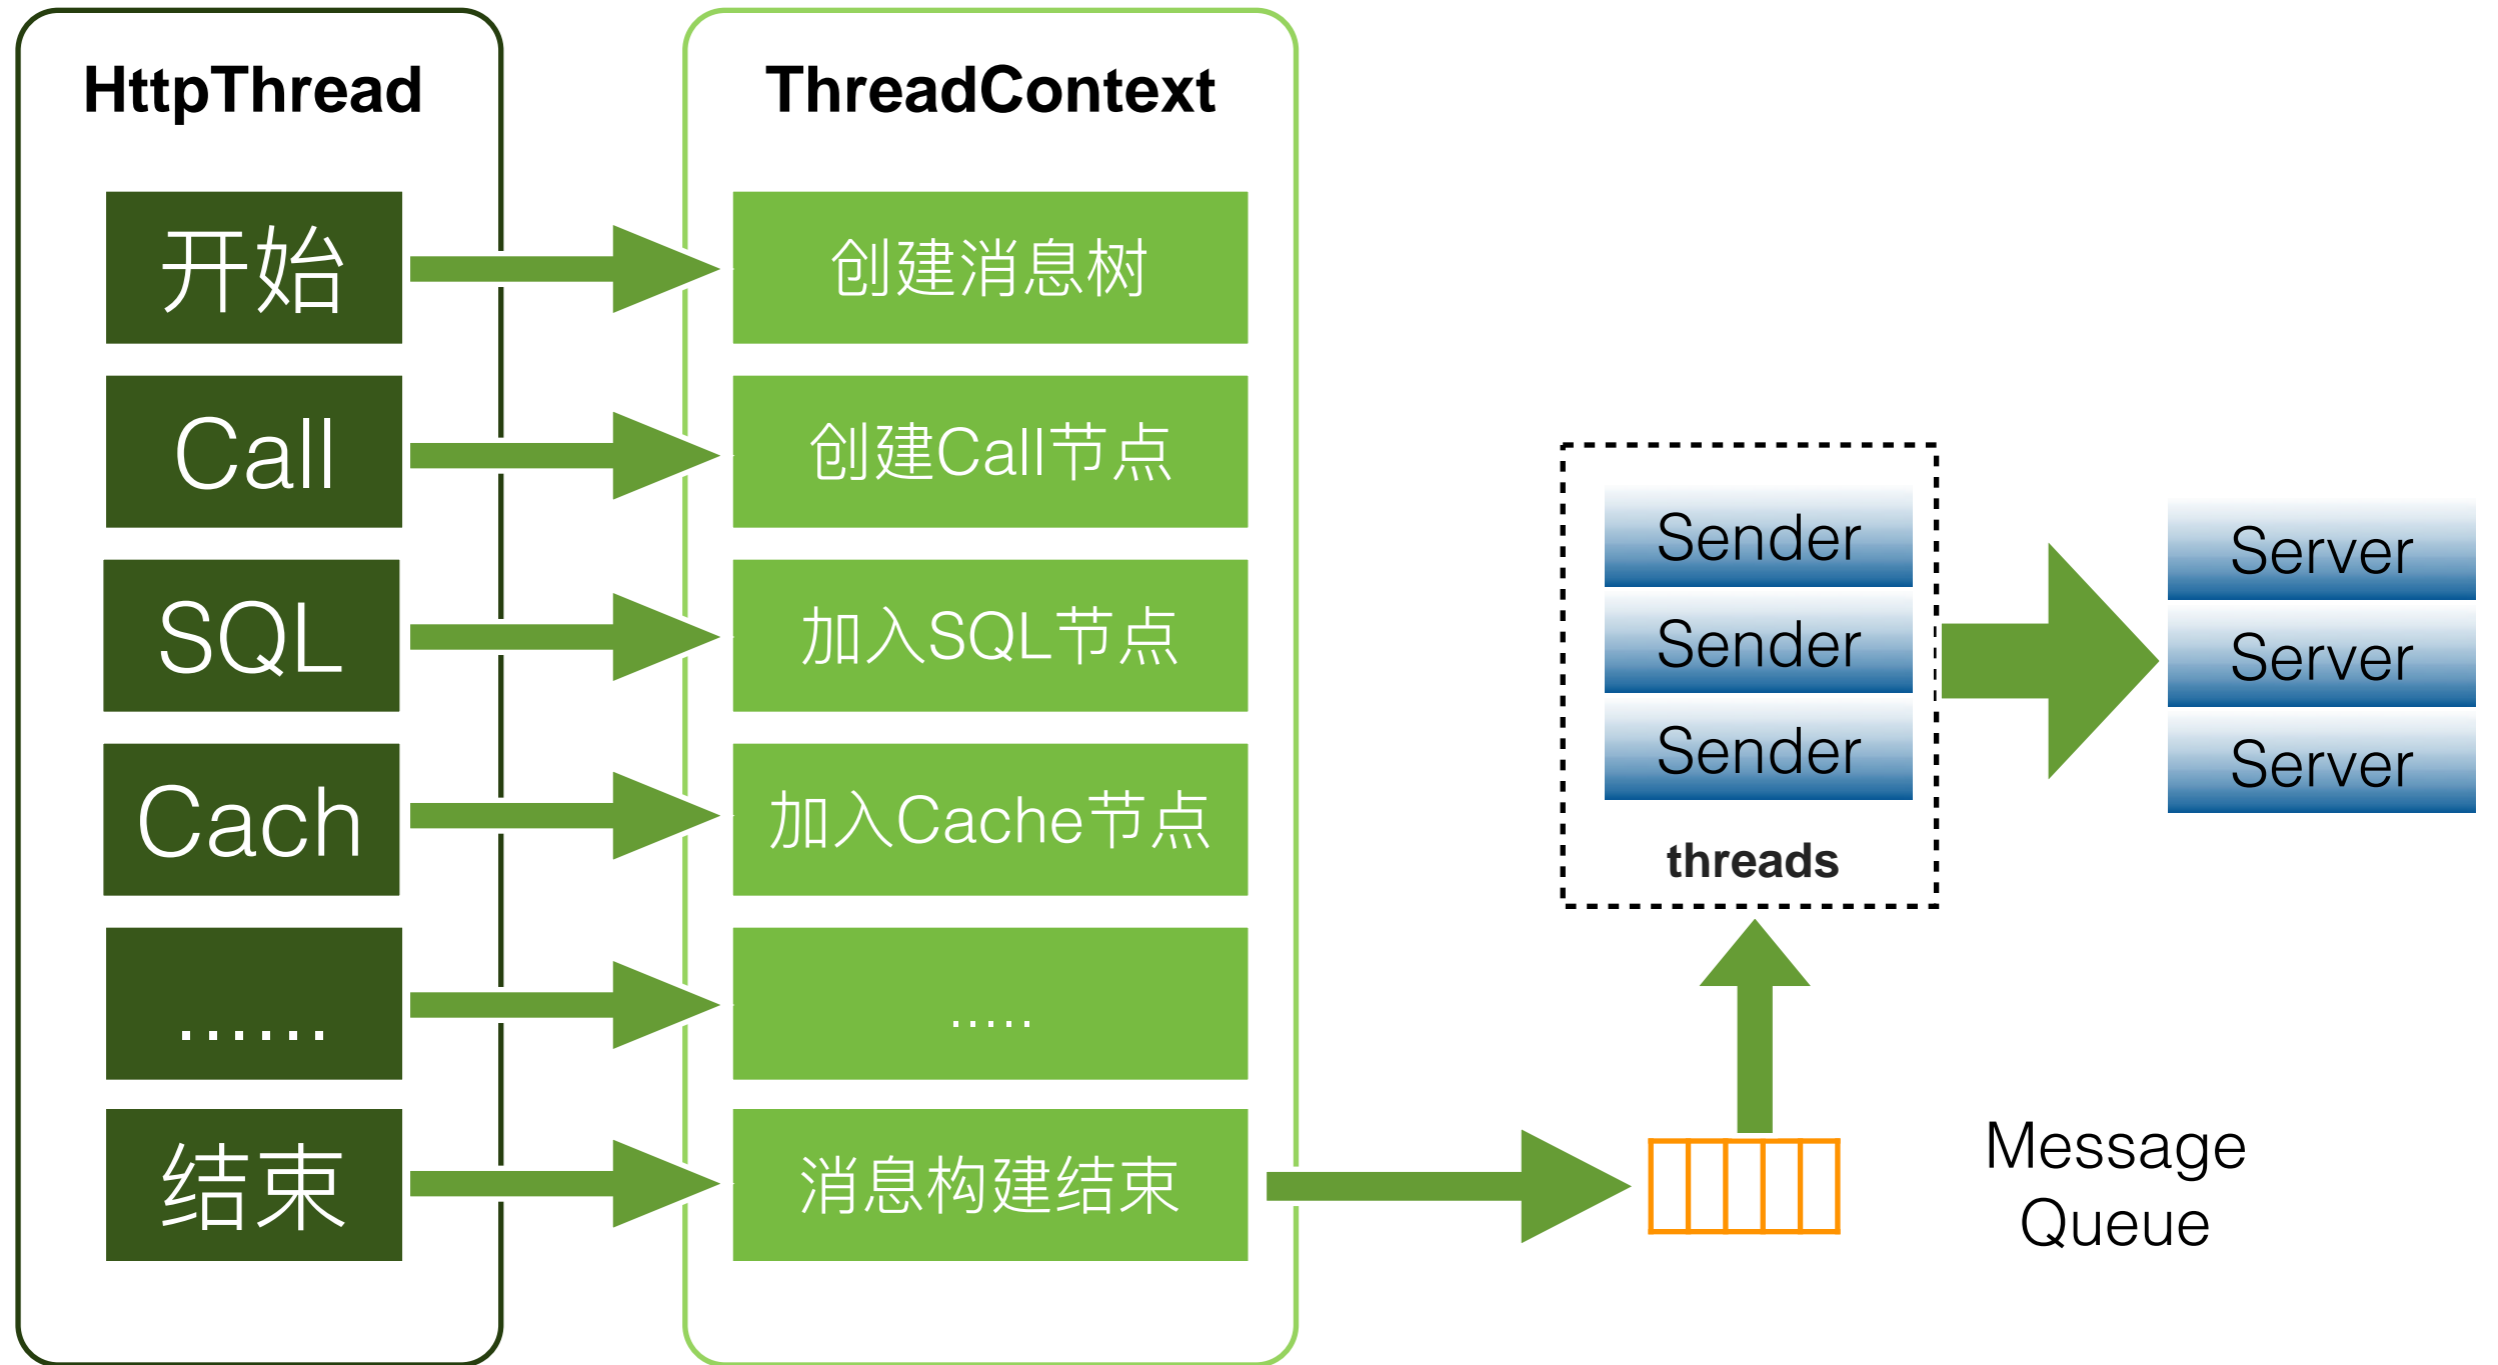 HttpThread
开始
Call
SQL
Cach
......
结束
ThreadContext
创建消息树
创建Call节点
加入SQL节点
加入Cache节点
.....
消息构建结束
Sender
Sender
Sender
threads
Server
Server
Server
Message
Queue